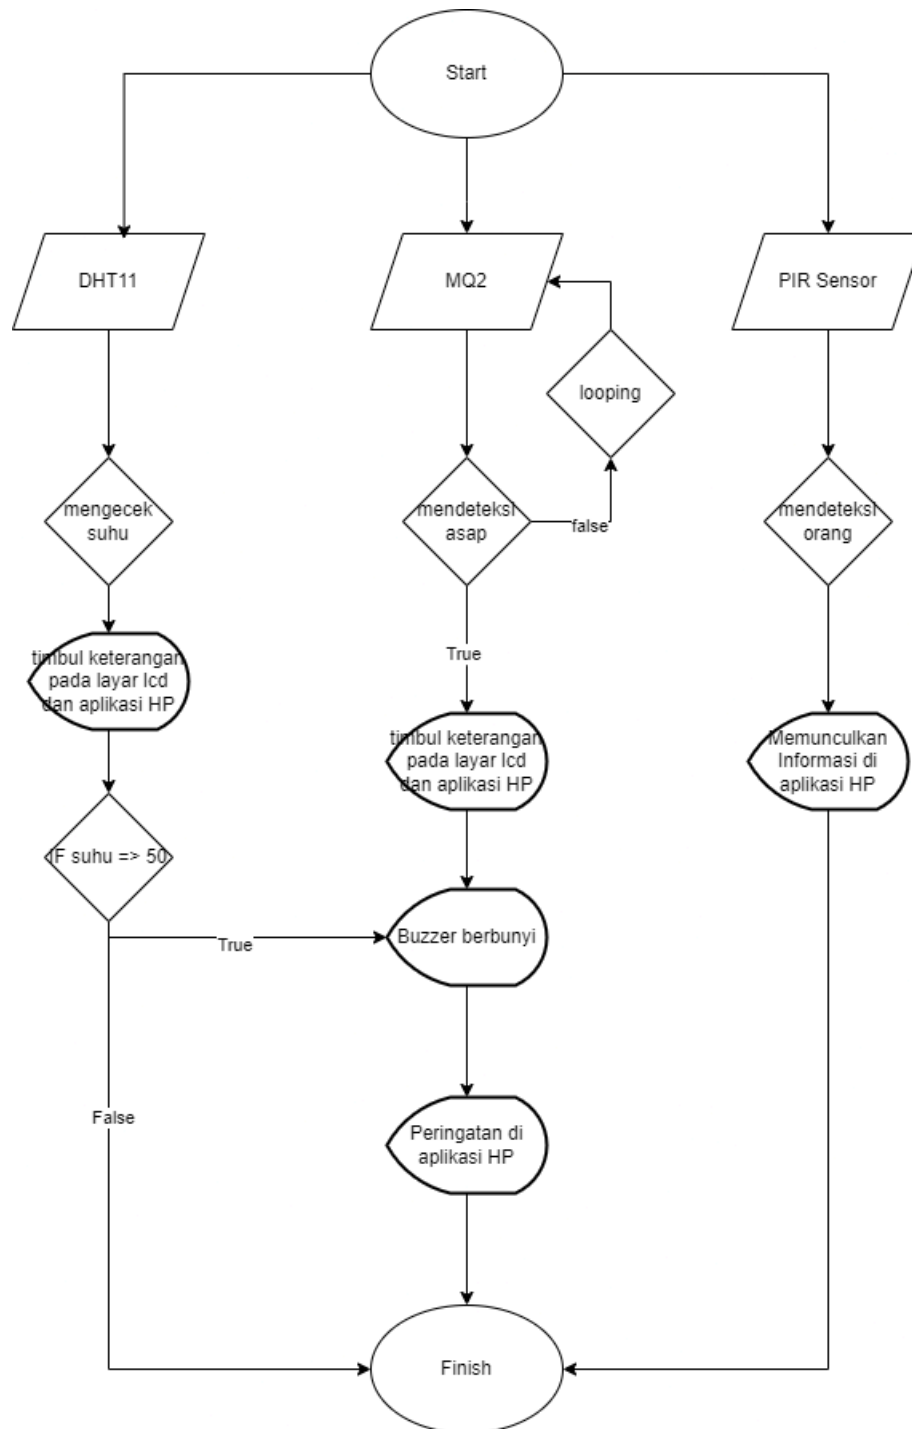 Start
DHT11
MQ2
PIR Sensor
looping
mengecek
suhu
mendeteksi
asap
false
mendeteksi
orang
timbul keterangan
pada layar lcd
dan aplikasi HP
True
timbul keterangan
pada layar lcd
dan aplikasi HP
Memunculkan
Informasi di
aplikasi HP
IF suhu => 50
True
Buzzer berbunyi
False
Peringatan di
aplikasi HP
Finish